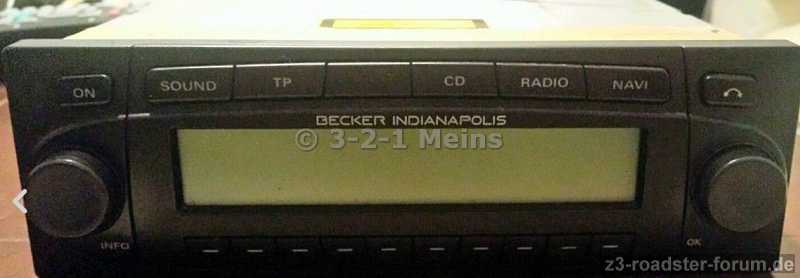 ON
SOUND
TP
CD
RADIO
NAVI
BECKER INDIANAPOLIS
© 3-2-1 Meins
INFO
OK
z3-roadster-forum.de